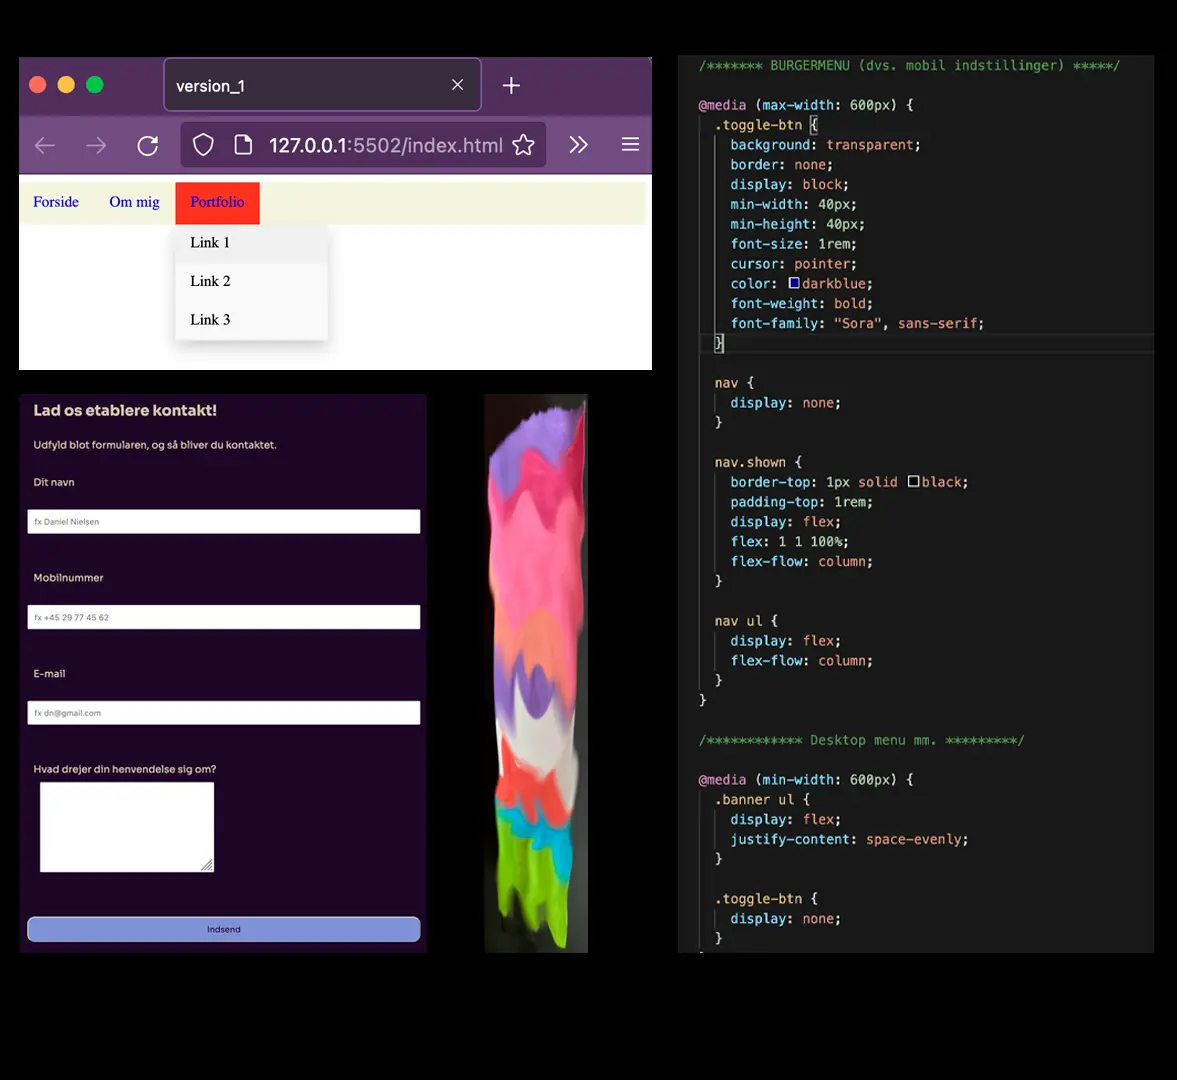 version_1
127.0.0.1:5502/index.html
Forside Om mig Portfolio
Link 1
Link 2
Link 3
Lad os etablere kontakt!
Udfyld blot formularen, og så bliver du kontaktet.
Dit navn
fx Daniel Nielsen
Mobilnummer
fx +45 29 77 45 62
E-mail
fx dn@gmail.com
Hvad drejer din henvendelse sig om?
Indsend
/******* BURGERMENU (dvs. mobil indstillinger) *****/
@media (max-width: 600px) {
.toggle-btn {
background: transparent;
border: none;
display: block;
min-width: 40px;
min-height: 40px;
font-size: 1rem;
cursor: pointer;
color: darkblue;
font-weight: bold;
font-family: "Sora", sans-serif;
}
nav {
display: none;
}
nav.shown {
border-top: 1px solid black;
padding-top: 1rem;
display: flex;
flex: 1 1 100%;
flex-flow: column;
}
nav ul {
display: flex;
flex-flow: column;
}
}
/************ Desktop menu mm. *********/
@media (min-width: 600px) {
.banner ul {
display: flex;
justify-content: space-evenly;
}
.toggle-btn {
display: none;
}